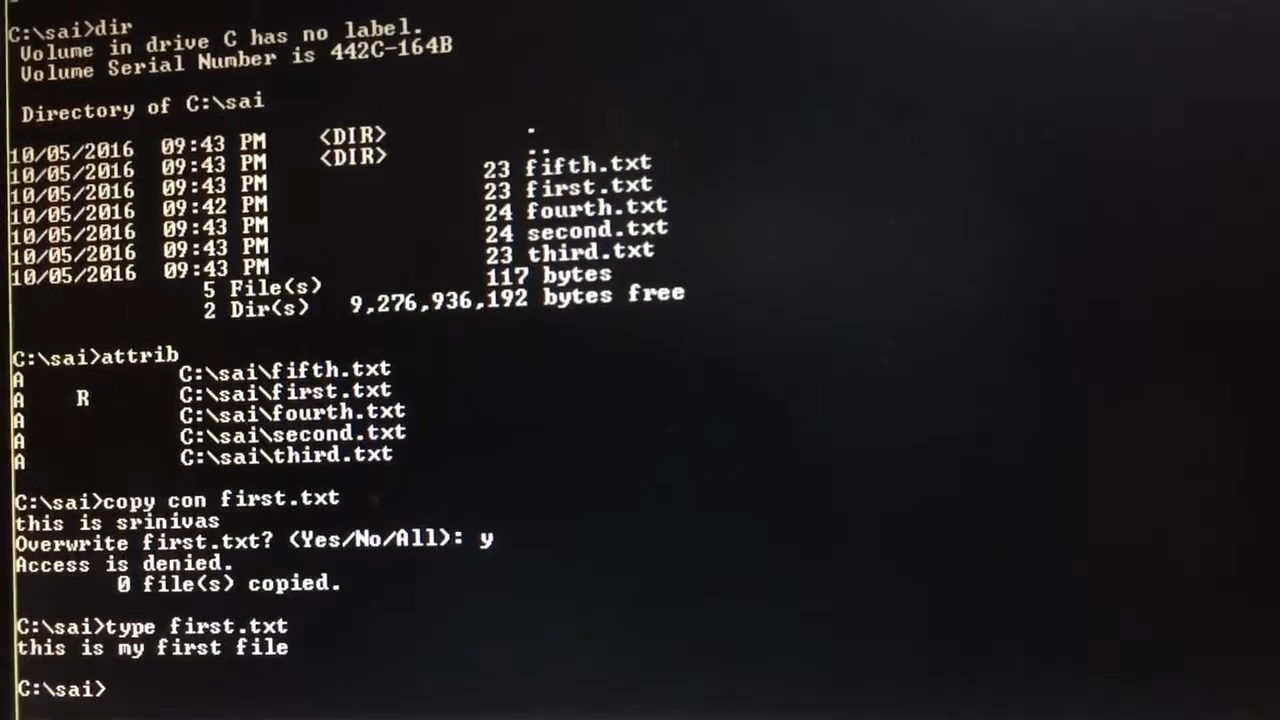 C:\sai>dir
Volume in drive C has no label.
Volume Serial Number is 442C-164B
Directory of C:\sai
10/05/2016 09:43 PM <DIR> .
10/05/2016 09:43 PM <DIR> ..
10/05/2016 09:43 PM 23 fifth.txt
10/05/2016 09:42 PM 23 first.txt
10/05/2016 09:43 PM 24 fourth.txt
10/05/2016 09:43 PM 24 second.txt
10/05/2016 09:43 PM 23 third.txt
5 File(s) 117 bytes
2 Dir(s) 9,276,936,192 bytes free
C:\sai>attrib
A C:\sai\fifth.txt
A R C:\sai\first.txt
A C:\sai\fourth.txt
A C:\sai\second.txt
A C:\sai\third.txt
C:\sai>copy con first.txt
this is srinivas
Overwrite first.txt? (Yes/No/All): y
Access is denied.
0 file(s) copied.
C:\sai>type first.txt
this is my first file
C:\sai>